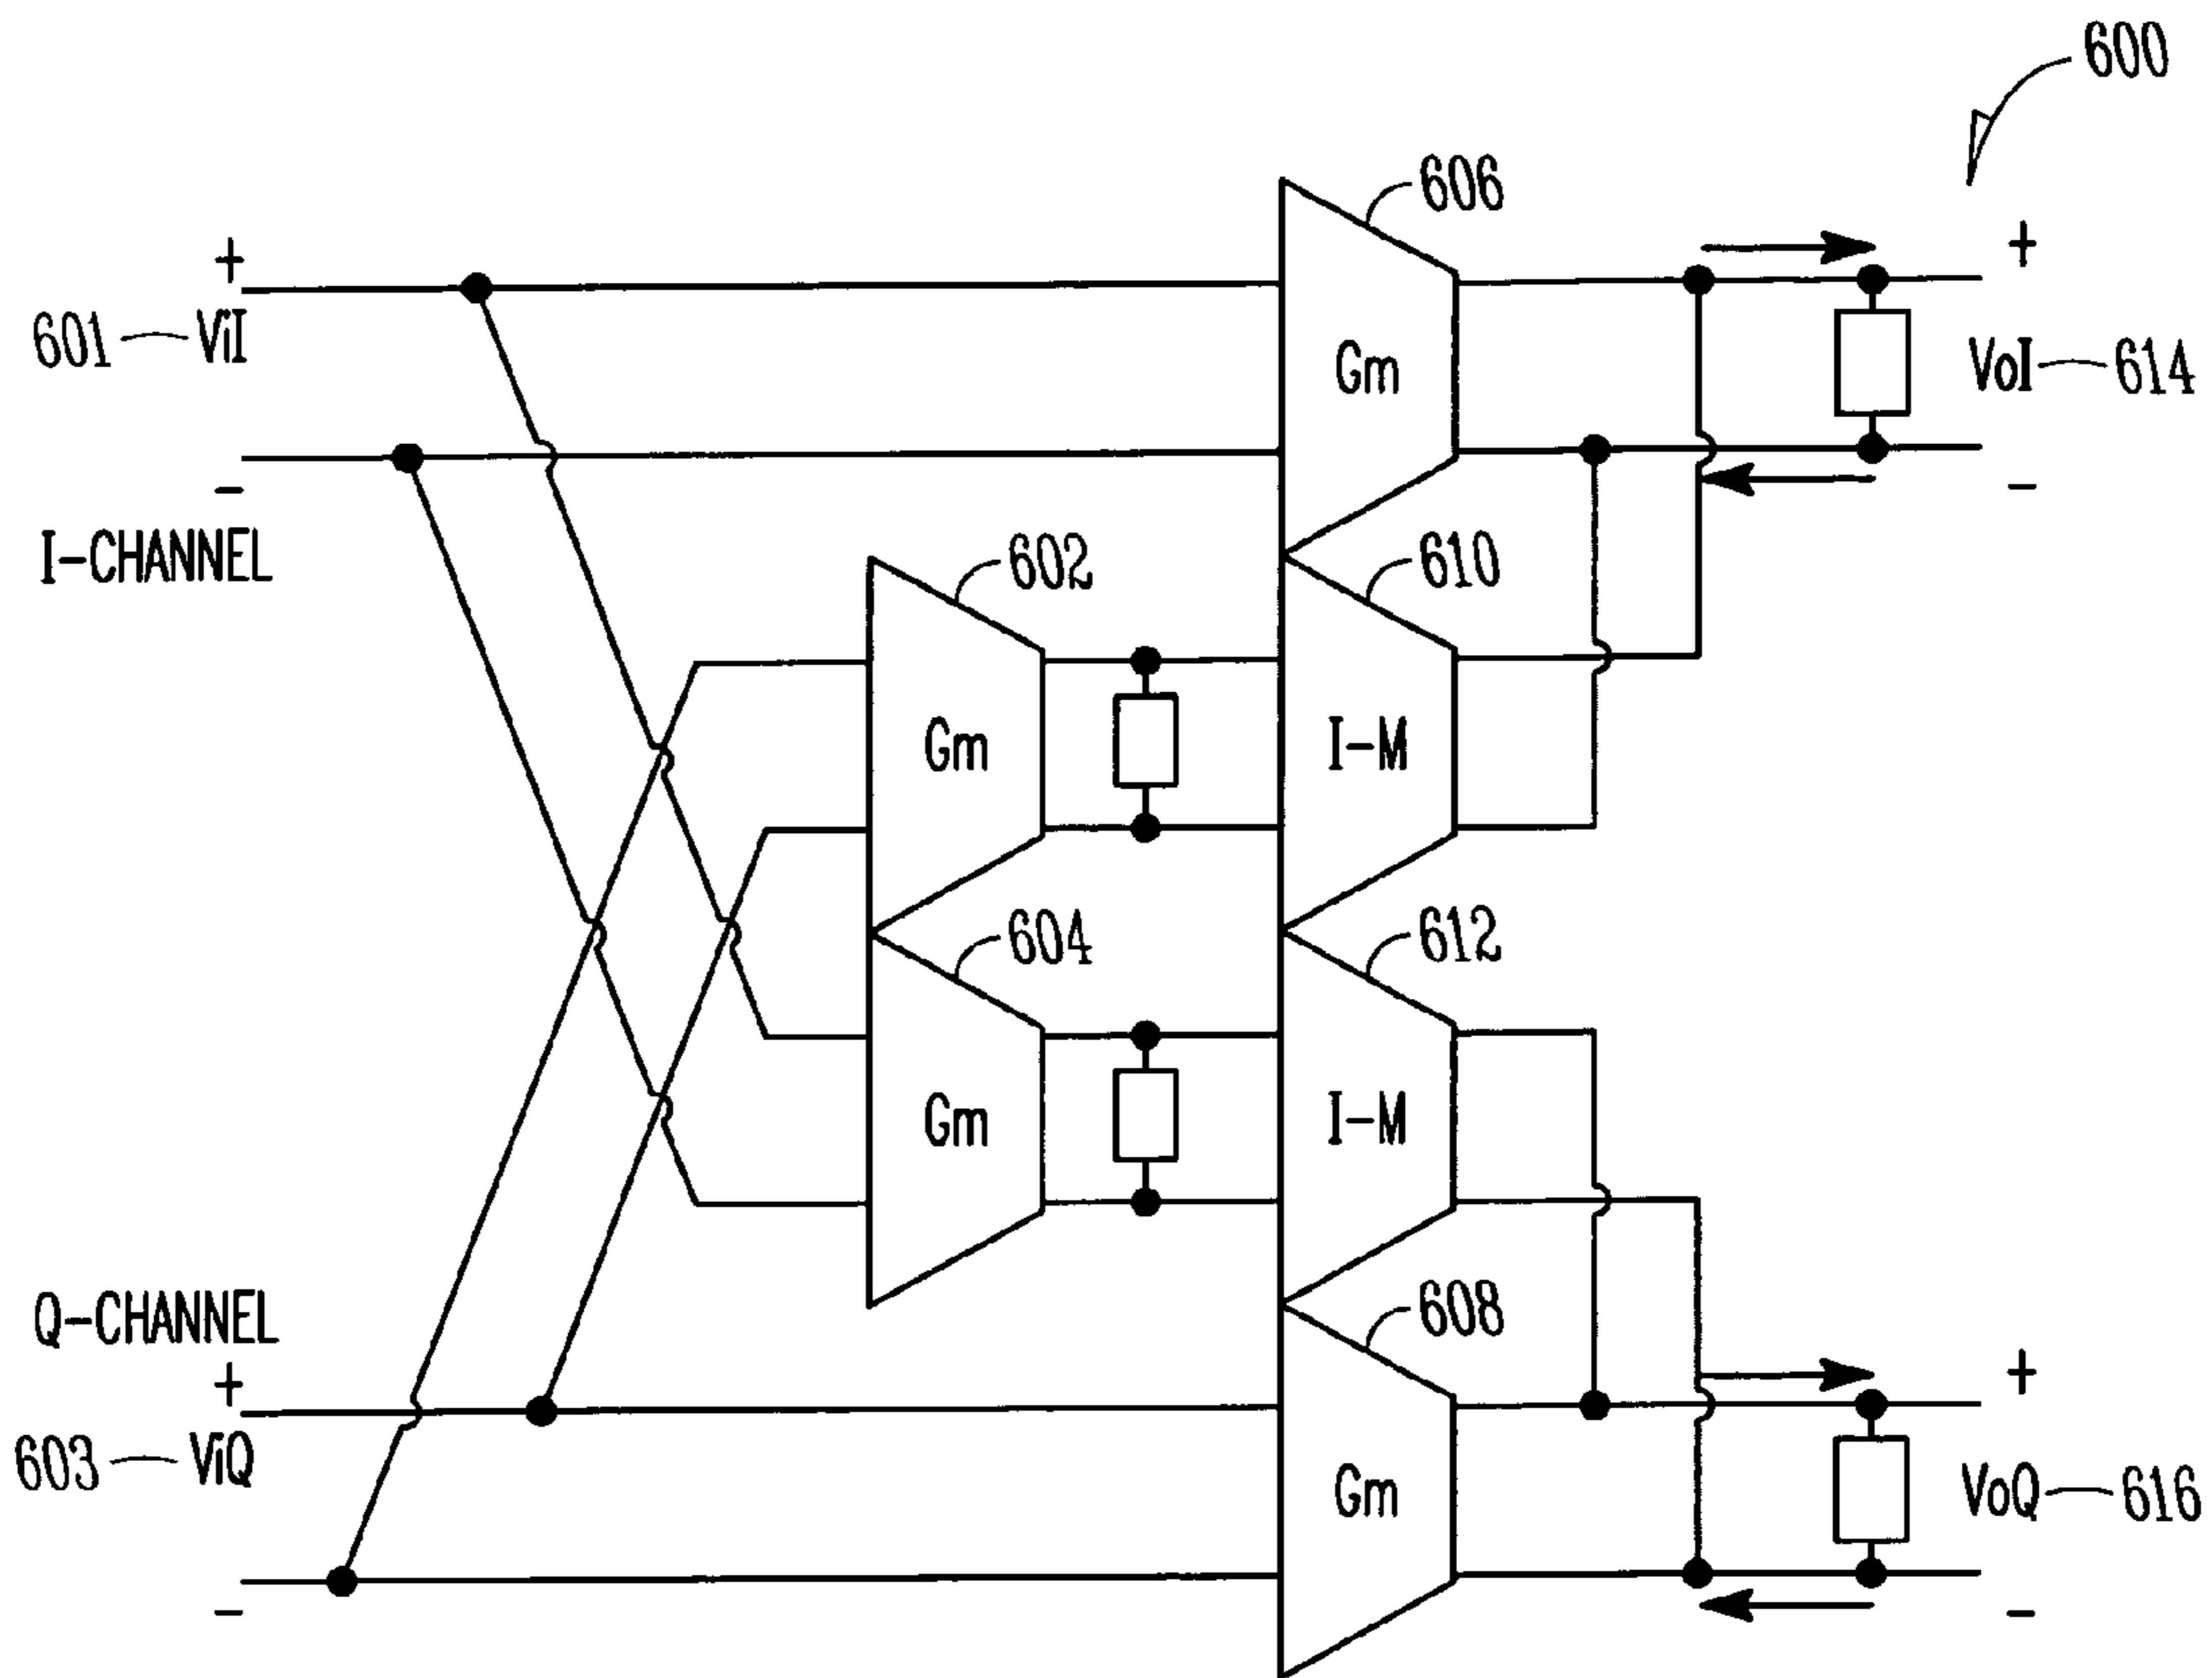 600
606
+
+
601 ViI
Gm
VoI 614
-
-
I-CHANNEL
602
610
Gm
I-M
604
612
Gm
I-M
Q-CHANNEL
608
+
+
603 ViQ
Gm
VoQ 616
-
-